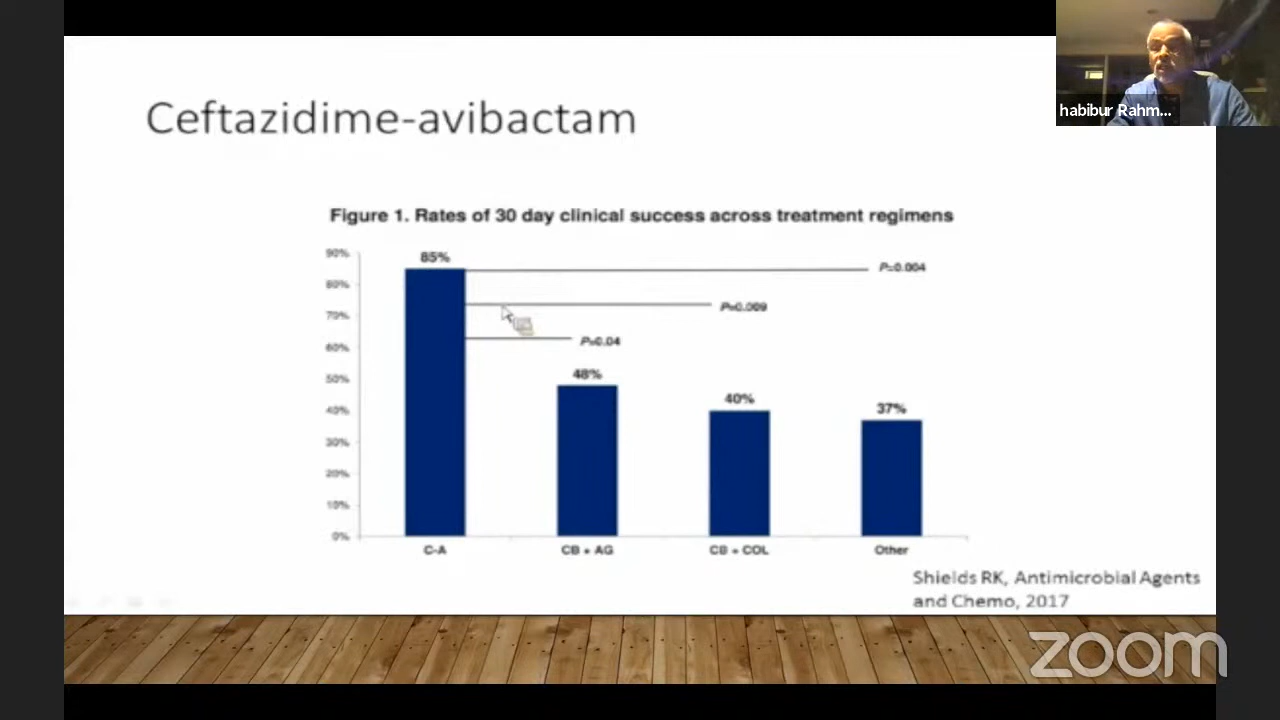 habibur Rahm...
Ceftazidime-avibactam
Figure 1. Rates of 30 day clinical success across treatment regimens
90%
80%
70%
60%
50%
40%
30%
20%
10%
0%
85%
48%
40%
37%
P=0.004
P=0.009
P=0.04
C-A
CB + AG
CB + COL
Other
Shields RK, Antimicrobial Agents
and Chemo, 2017
zoom